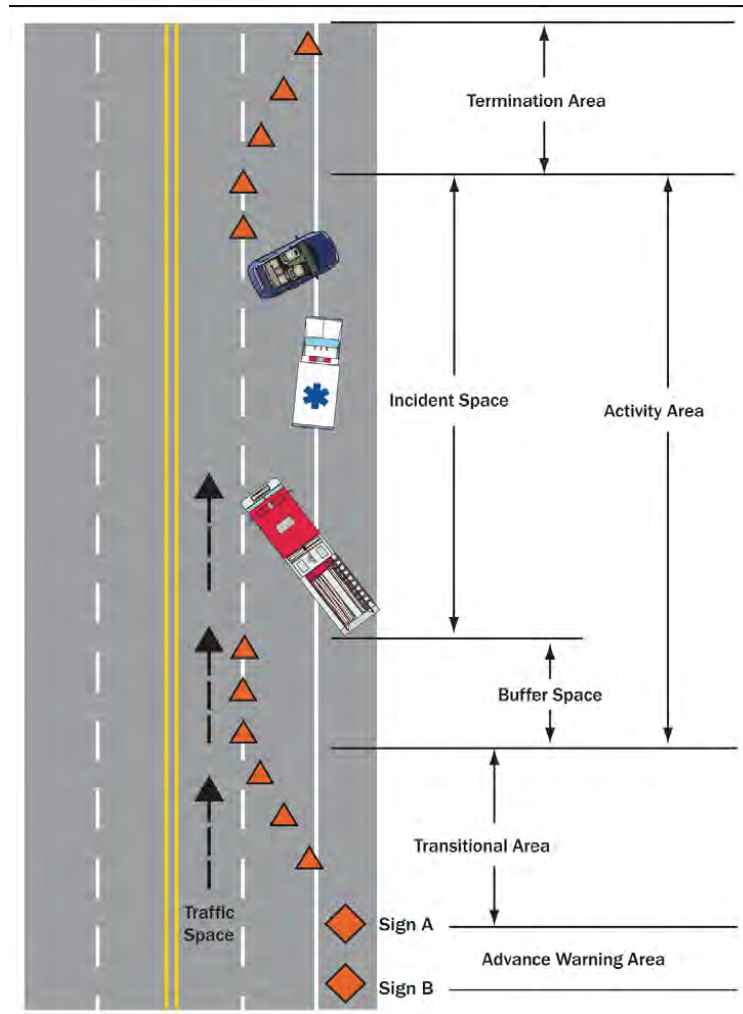 Termination Area
Incident Space
Activity Area
Buffer Space
Transitional Area
Traffic
Space
Sign A
Advance Warning Area
Sign B